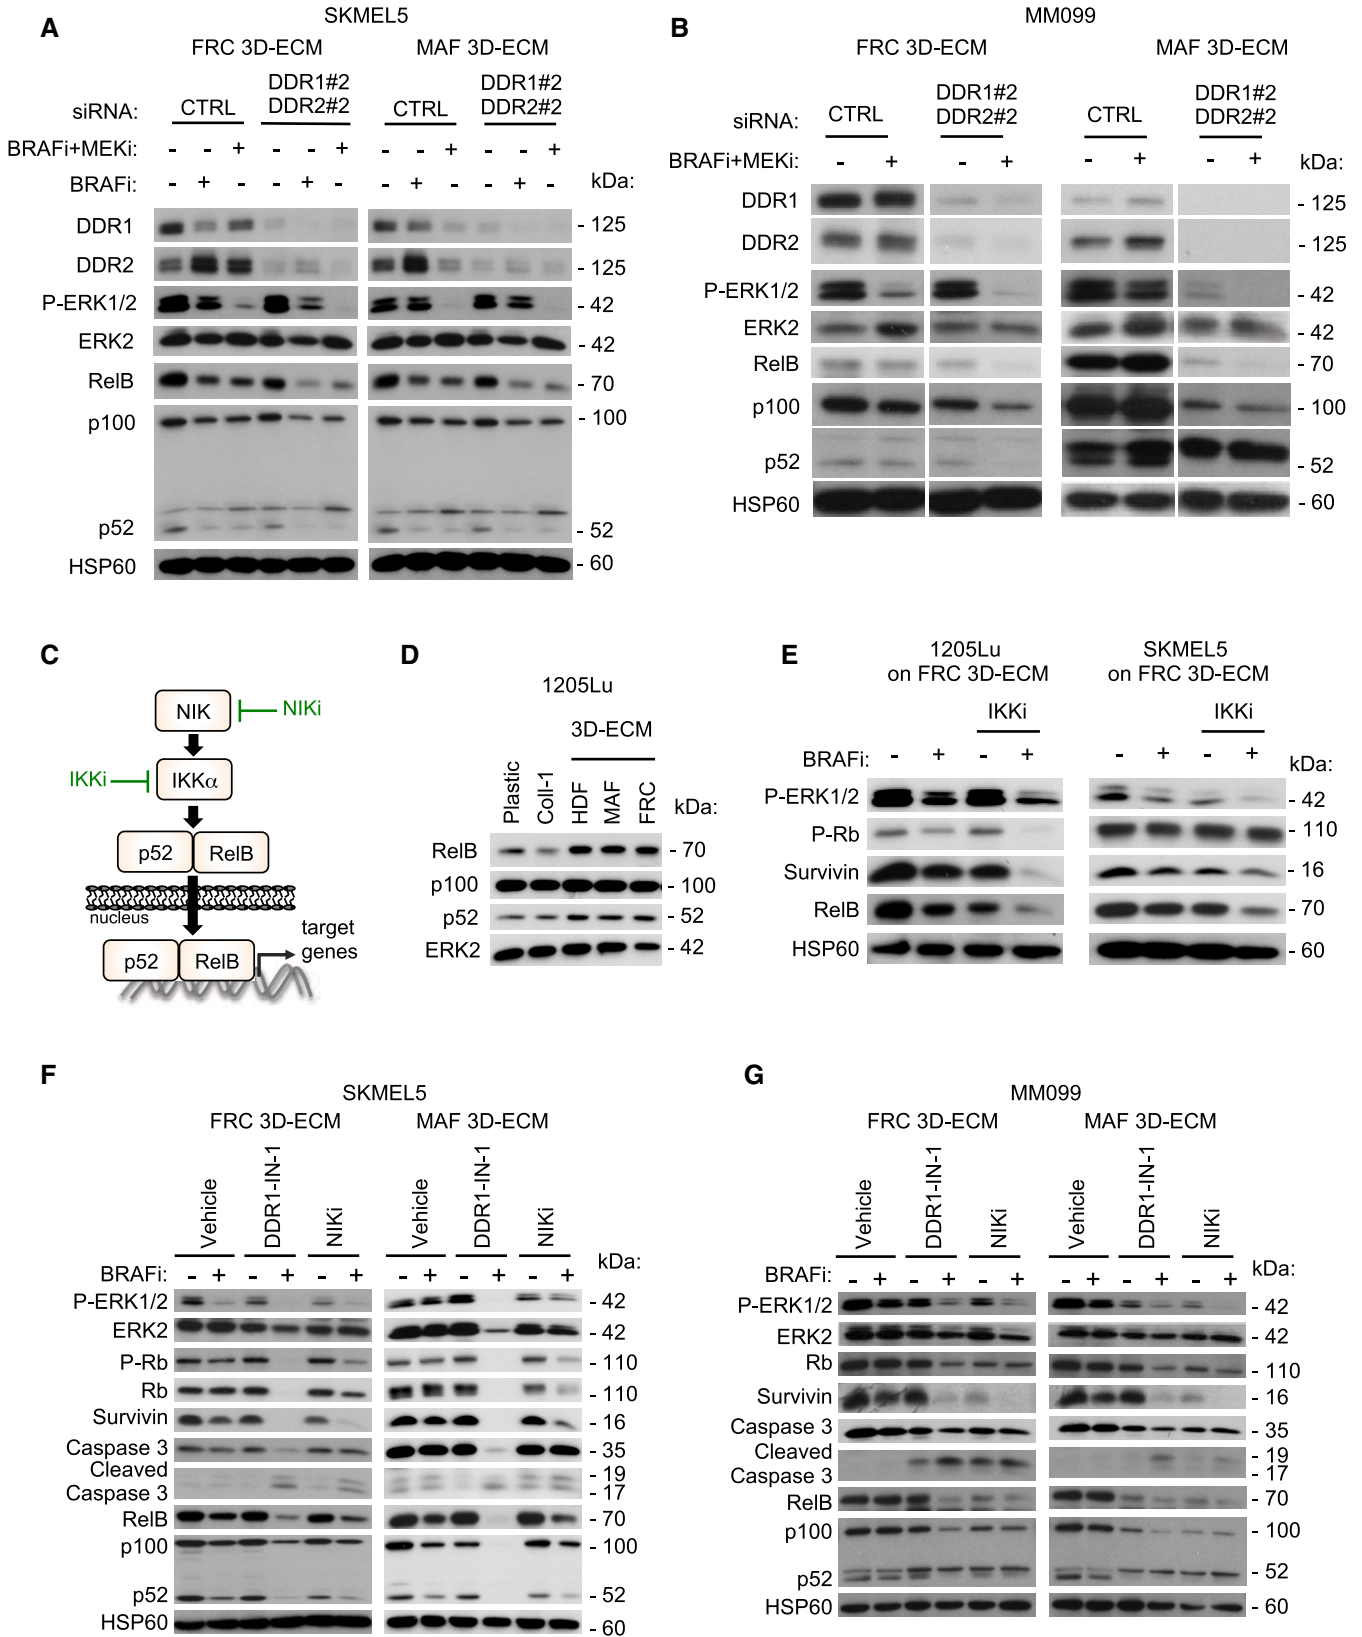 A
SKMEL5
FRC 3D-ECM MAF 3D-ECM
siRNA: CTRL DDR1#2 DDR2#2 CTRL DDR1#2 DDR2#2
BRAFi+MEKi: - - + - - + - - + - - +
BRAFi: - + - - + - - + - - + - kDa:
DDR1 - 125
DDR2 - 125
P-ERK1/2 - 42
ERK2 - 42
RelB - 70
p100 - 100
p52 - 52
HSP60 - 60
B
MM099
FRC 3D-ECM MAF 3D-ECM
siRNA: CTRL DDR1#2 DDR2#2 CTRL DDR1#2 DDR2#2
BRAFi+MEKi: - + - + - + - + kDa:
DDR1 - 125
DDR2 - 125
P-ERK1/2 - 42
ERK2 - 42
RelB - 70
p100 - 100
p52 - 52
HSP60 - 60
C
NIK NIKi
IKKi IKKα
p52 RelB
nucleus
target
genes
p52 RelB
D
1205Lu
3D-ECM
Plastic Coll-1 HDF MAF FRC kDa:
RelB - 70
p100 - 100
p52 - 52
ERK2 - 42
E
1205Lu
on FRC 3D-ECM
SKMEL5
on FRC 3D-ECM
IKKi IKKi
BRAFi: - + - + - + - + kDa:
P-ERK1/2 - 42
P-Rb - 110
Survivin - 16
RelB - 70
HSP60 - 60
F
SKMEL5
FRC 3D-ECM MAF 3D-ECM
Vehicle DDR1-IN-1 NIKi Vehicle DDR1-IN-1 NIKi kDa:
BRAFi: - + - + - + - + - + - +
P-ERK1/2 - 42
ERK2 - 42
P-Rb - 110
Rb - 110
Survivin - 16
Caspase 3 - 35
Cleaved - 19
Caspase 3 - 17
RelB - 70
p100 - 100
p52 - 52
HSP60 - 60
G
MM099
FRC 3D-ECM MAF 3D-ECM
Vehicle DDR1-IN-1 NIKi Vehicle DDR1-IN-1 NIKi
BRAFi: - + - + - + - + - + - + kDa:
P-ERK1/2 - 42
ERK2 - 42
Rb - 110
Survivin - 16
Caspase 3 - 35
Cleaved - 19
Caspase 3 - 17
RelB - 70
p100 - 100
p52 - 52
HSP60 - 60